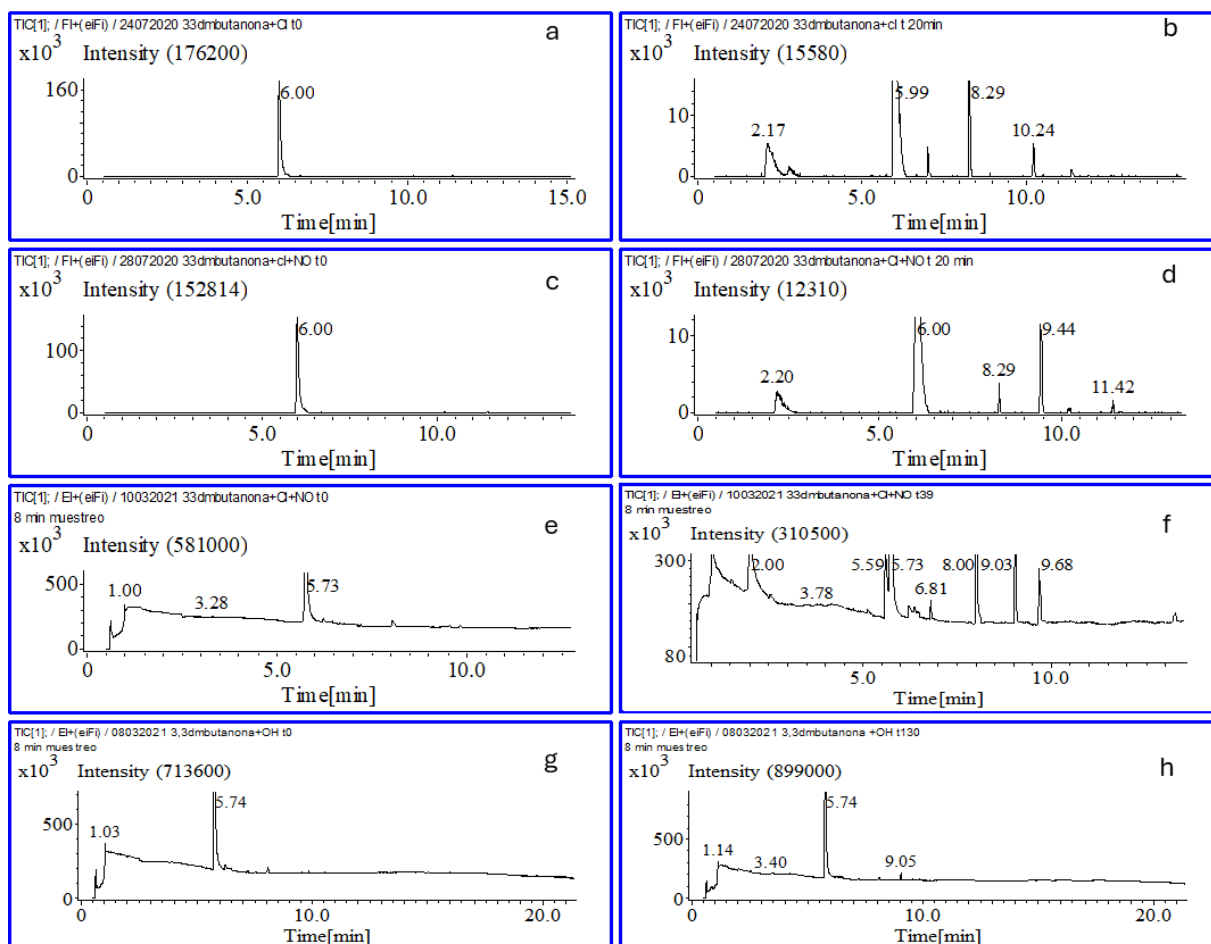 TIC[1]; / FI+(eiFi) / 24072020 33dmbutanona+Cl t0
a
x10³ Intensity (176200)
160
6.00
0
0 5.0 10.0 15.0
Time[min]
TIC[1]; / FI+(eiFi) / 24072020 33dmbutanona+cl t 20min
b
x10³ Intensity (15580)
10
2.17 5.99 8.29 10.24
0
0 5.0 10.0
Time[min]
TIC[1]; / FI+(eiFi) / 28072020 33dmbutanona+cl+NO t0
c
x10³ Intensity (152814)
100
6.00
0
0 5.0 10.0
Time[min]
TIC[1]; / FI+(eiFi) / 28072020 33dmbutanona+Cl+NO t 20 min
d
x10³ Intensity (12310)
10
2.20 6.00 8.29 9.44 11.42
0
0 5.0 10.0
Time[min]
TIC[1]; / EI+(eiFi) / 10032021 33dmbutanona+Cl+NO t0
8 min muestreo
e
x10³ Intensity (581000)
500
1.00 3.28 5.73
0
0 5.0 10.0
Time[min]
TIC[1]; / EI+(eiFi) / 10032021 33dmbutanona+Cl+NO t39
8 min muestreo
f
x10³ Intensity (310500)
300
2.00 3.78 5.59 5.73 6.81 8.00 9.03 9.68
80
5.0 10.0
Time[min]
TIC[1]; / EI+(eiFi) / 08032021 3,3dmbutanona+OH t0
8 min muestreo
g
x10³ Intensity (713600)
500
1.03 5.74
0
0 10.0 20.0
Time[min]
TIC[1]; / EI+(eiFi) / 08032021 3,3dmbutanona +OH t130
8 min muestreo
h
x10³ Intensity (899000)
500
1.14 3.40 5.74 9.05
0
0 10.0 20.0
Time[min]